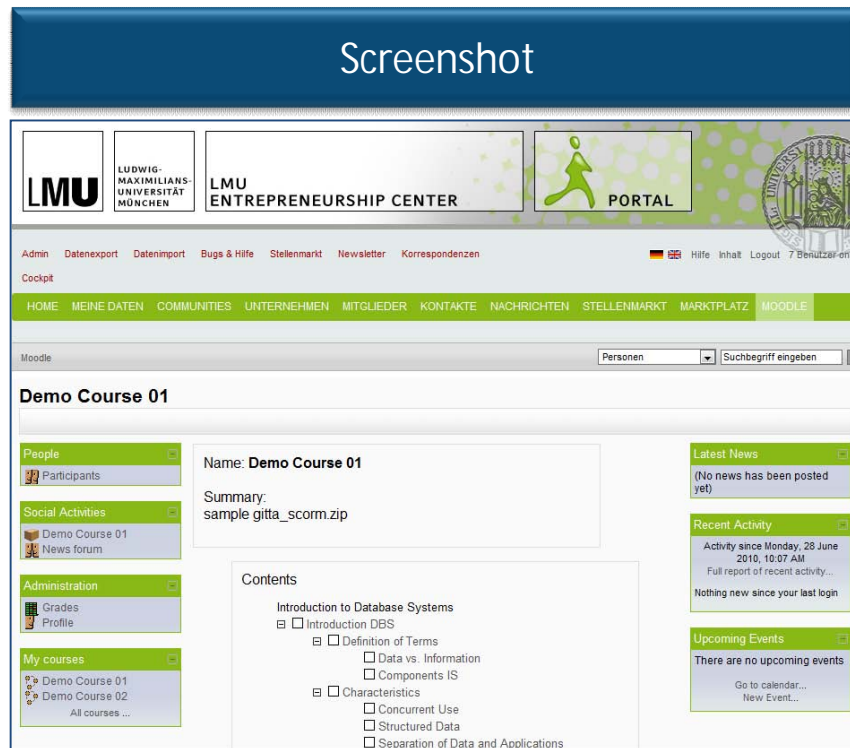 Screenshot
LMU
LUDWIG-
MAXIMILIANS-
UNIVERSITÄT
MÜNCHEN
LMU
ENTREPRENEURSHIP CENTER
PORTAL
Admin Datenexport Datenimport Bugs & Hilfe Stellenmarkt Newsletter Korrespondenzen
Cockpit
Hilfe Inhalt Logout 7 Benutzer on
HOME MEINE DATEN COMMUNITIES UNTERNEHMEN MITGLIEDER KONTAKTE NACHRICHTEN STELLENMARKT MARKTPLATZ MOODLE
Moodle
Personen
Suchbegriff eingeben
Demo Course 01
People
Participants
Social Activities
Demo Course 01
News forum
Administration
Grades
Profile
My courses
Demo Course 01
Demo Course 02
All courses ...
Name: Demo Course 01
Summary:
sample gitta_scorm.zip
Contents
Introduction to Database Systems
Introduction DBS
Definition of Terms
Data vs. Information
Components IS
Characteristics
Concurrent Use
Structured Data
Separation of Data and Applications
Latest News
(No news has been posted
yet)
Recent Activity
Activity since Monday, 28 June
2010, 10:07 AM
Full report of recent activity...
Nothing new since your last login
Upcoming Events
There are no upcoming events
Go to calendar...
New Event...